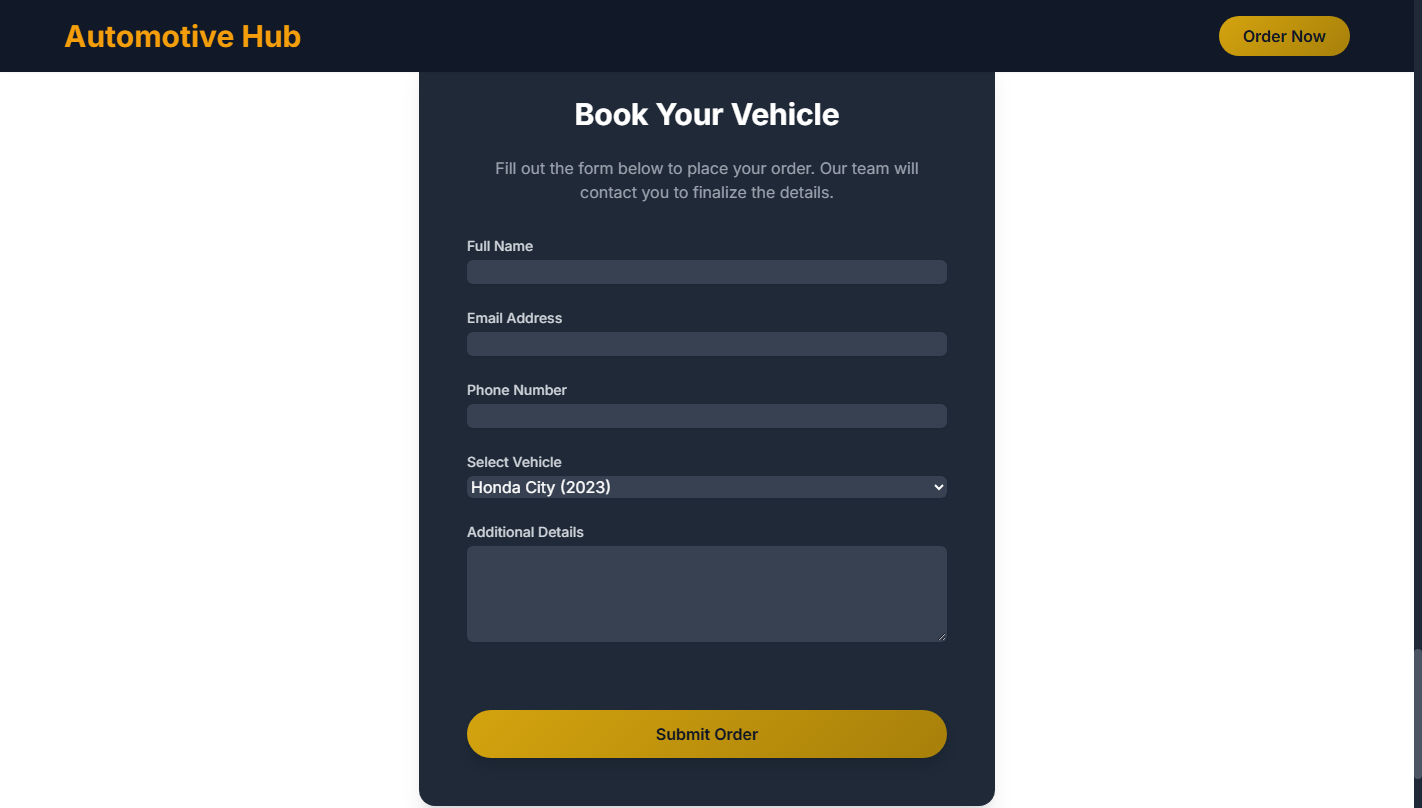 Automotive Hub
Order Now
Book Your Vehicle
Fill out the form below to place your order. Our team will
contact you to finalize the details.
Full Name
Email Address
Phone Number
Select Vehicle
Honda City (2023)
Additional Details
Submit Order